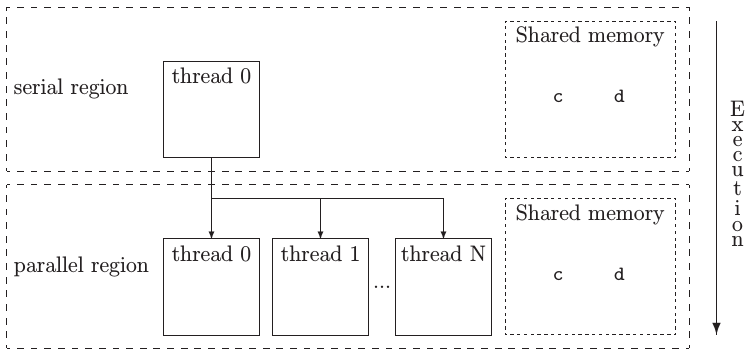 Shared memory
serial region
thread 0
c d
Execution
parallel region
thread 0
thread 1
...
thread N
Shared memory
c d